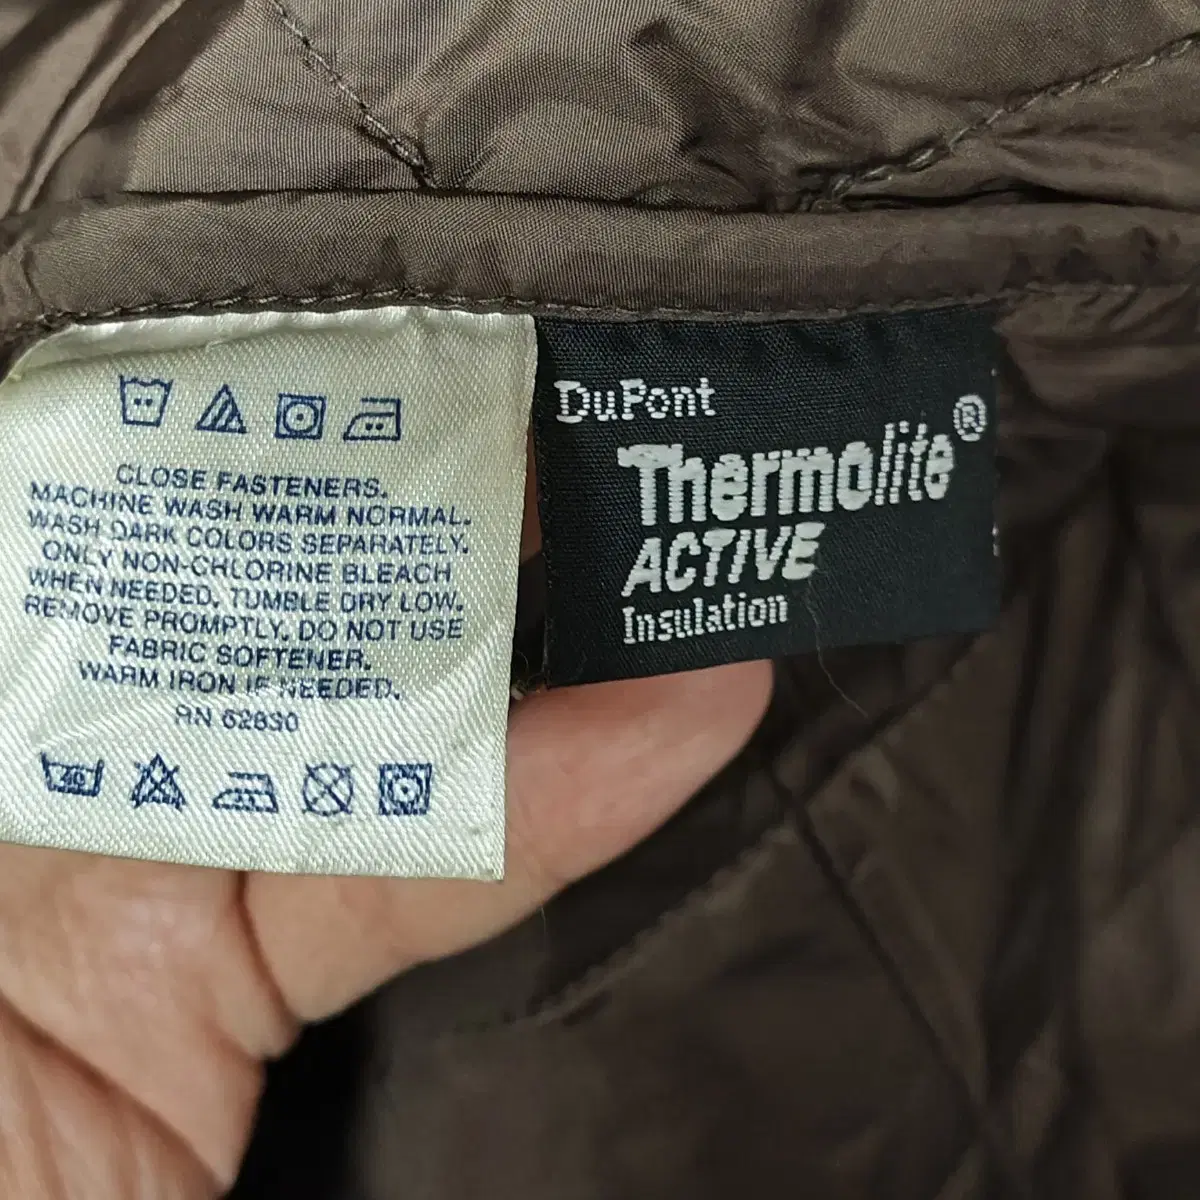 CLOSE FASTENERS.
MACHINE WASH WARM NORMAL.
WASH DARK COLORS SEPARATELY.
ONLY NON-CHLORINE BLEACH
WHEN NEEDED. TUMBLE DRY LOW.
REMOVE PROMPTLY. DO NOT USE
FABRIC SOFTENER.
WARM IRON IF NEEDED.
RN 62830
40
DuPont
Thermolite®
ACTIVE
Insulation